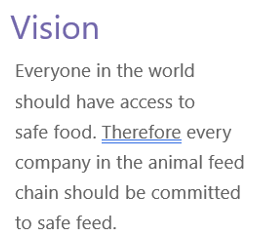 Vision
Everyone in the world
should have access to
safe food. Therefore every
company in the animal feed
chain should be committed
to safe feed.